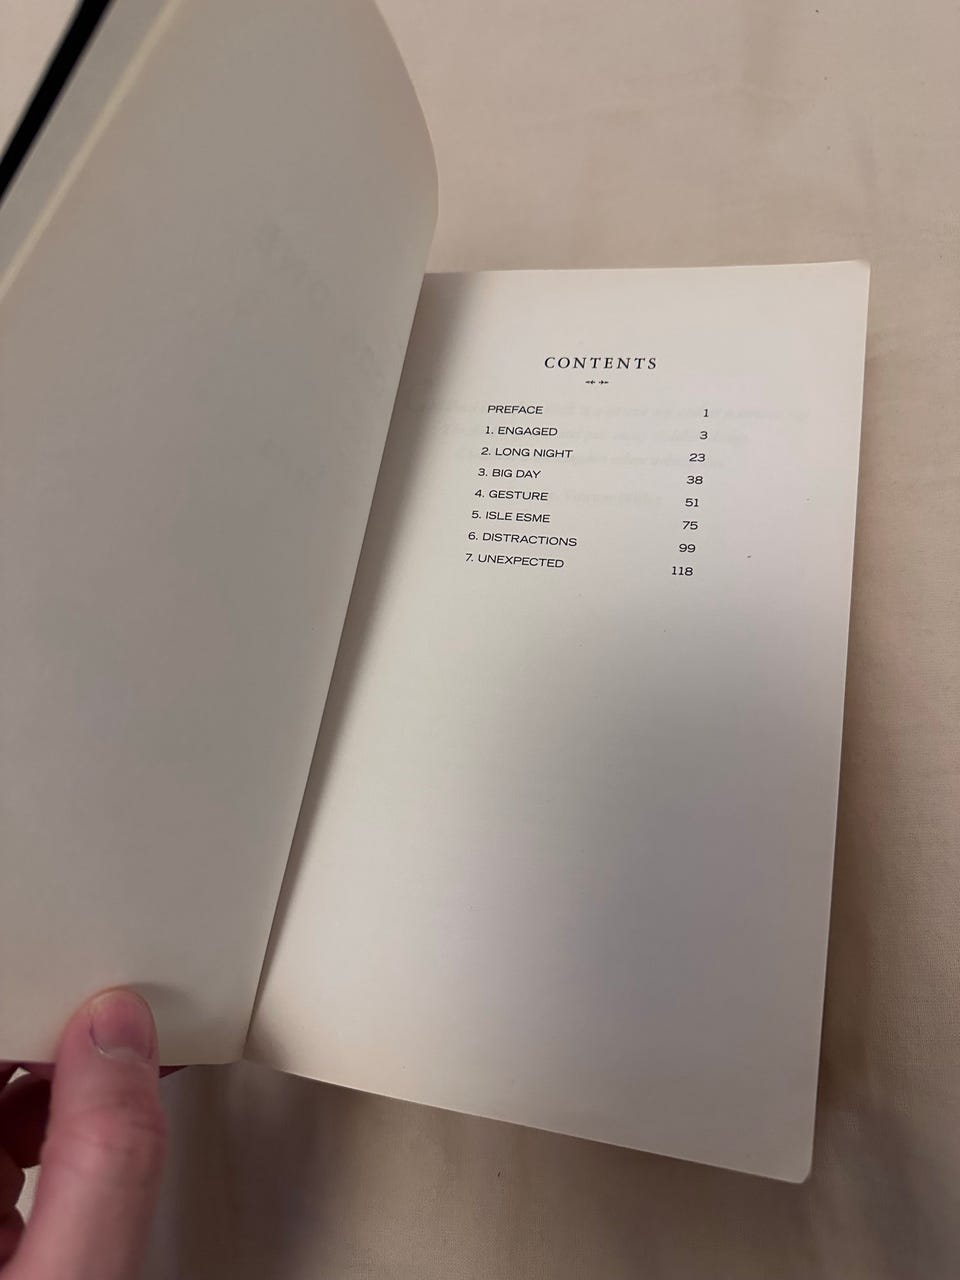 CONTENTS
PREFACE 1
1. ENGAGED 3
2. LONG NIGHT 23
3. BIG DAY 38
4. GESTURE 51
5. ISLE ESME 75
6. DISTRACTIONS 99
7. UNEXPECTED 118